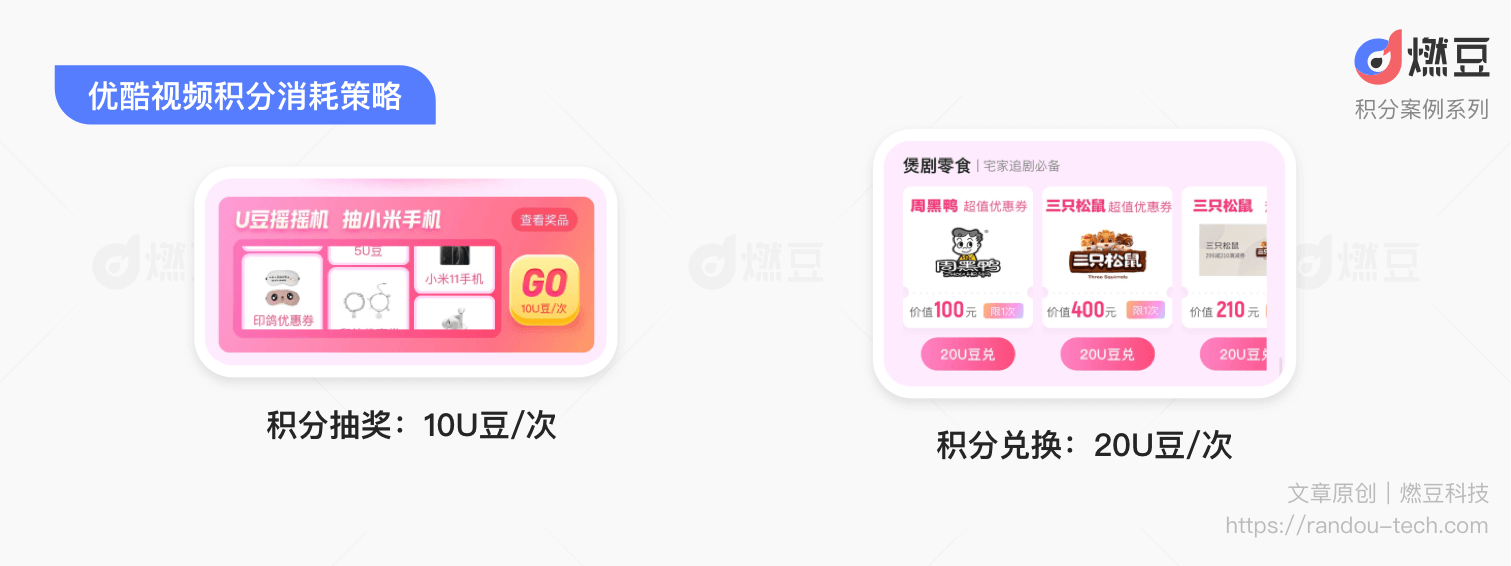 燃豆
积分案例系列
优酷视频积分消耗策略
U豆摇摇机 抽小米手机
查看奖品
5U豆
小米11手机
印鸽优惠券
GO
10U豆/次
积分抽奖：10U豆/次
煲剧零食 | 宅家追剧必备
周黑鸭 超值优惠券
三只松鼠 超值优惠券
三只松鼠
周黑鸭
三只松鼠
Three Squirrels
三只松鼠
价值100元 限1次
价值400元 限1次
价值 210 元
20U豆兑
20U豆兑
20U豆兑
积分兑换：20U豆/次
燃豆
燃豆
燃豆
文章原创 | 燃豆科技
https://randou-tech.com